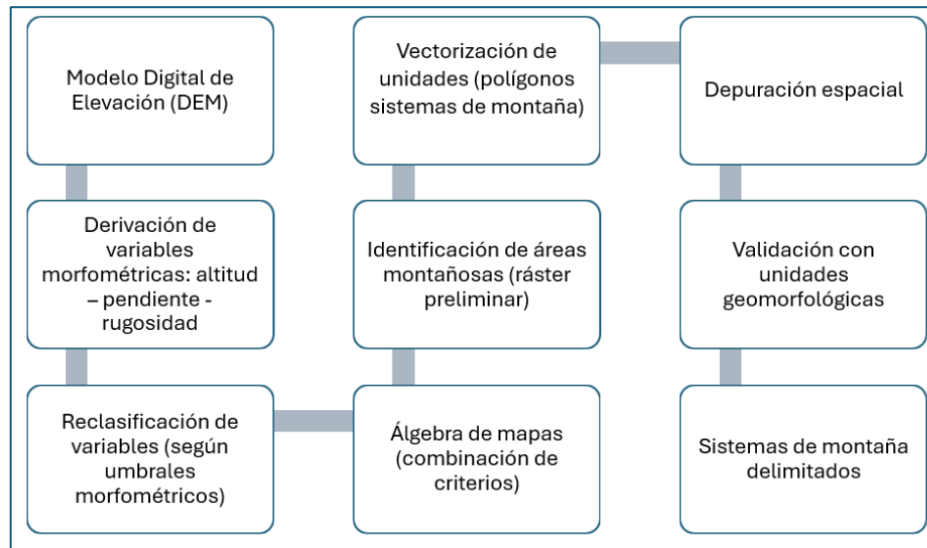 Modelo Digital de
Elevación (DEM)
Derivación de
variables
morfométricas: altitud
– pendiente -
rugosidad
Reclasificación de
variables (según
umbrales
morfométricos)
Álgebra de mapas
(combinación de
criterios)
Identificación de áreas
montañosas (ráster
preliminar)
Vectorización de
unidades (polígonos
sistemas de montaña)
Depuración espacial
Validación con
unidades
geomorfológicas
Sistemas de montaña
delimitados